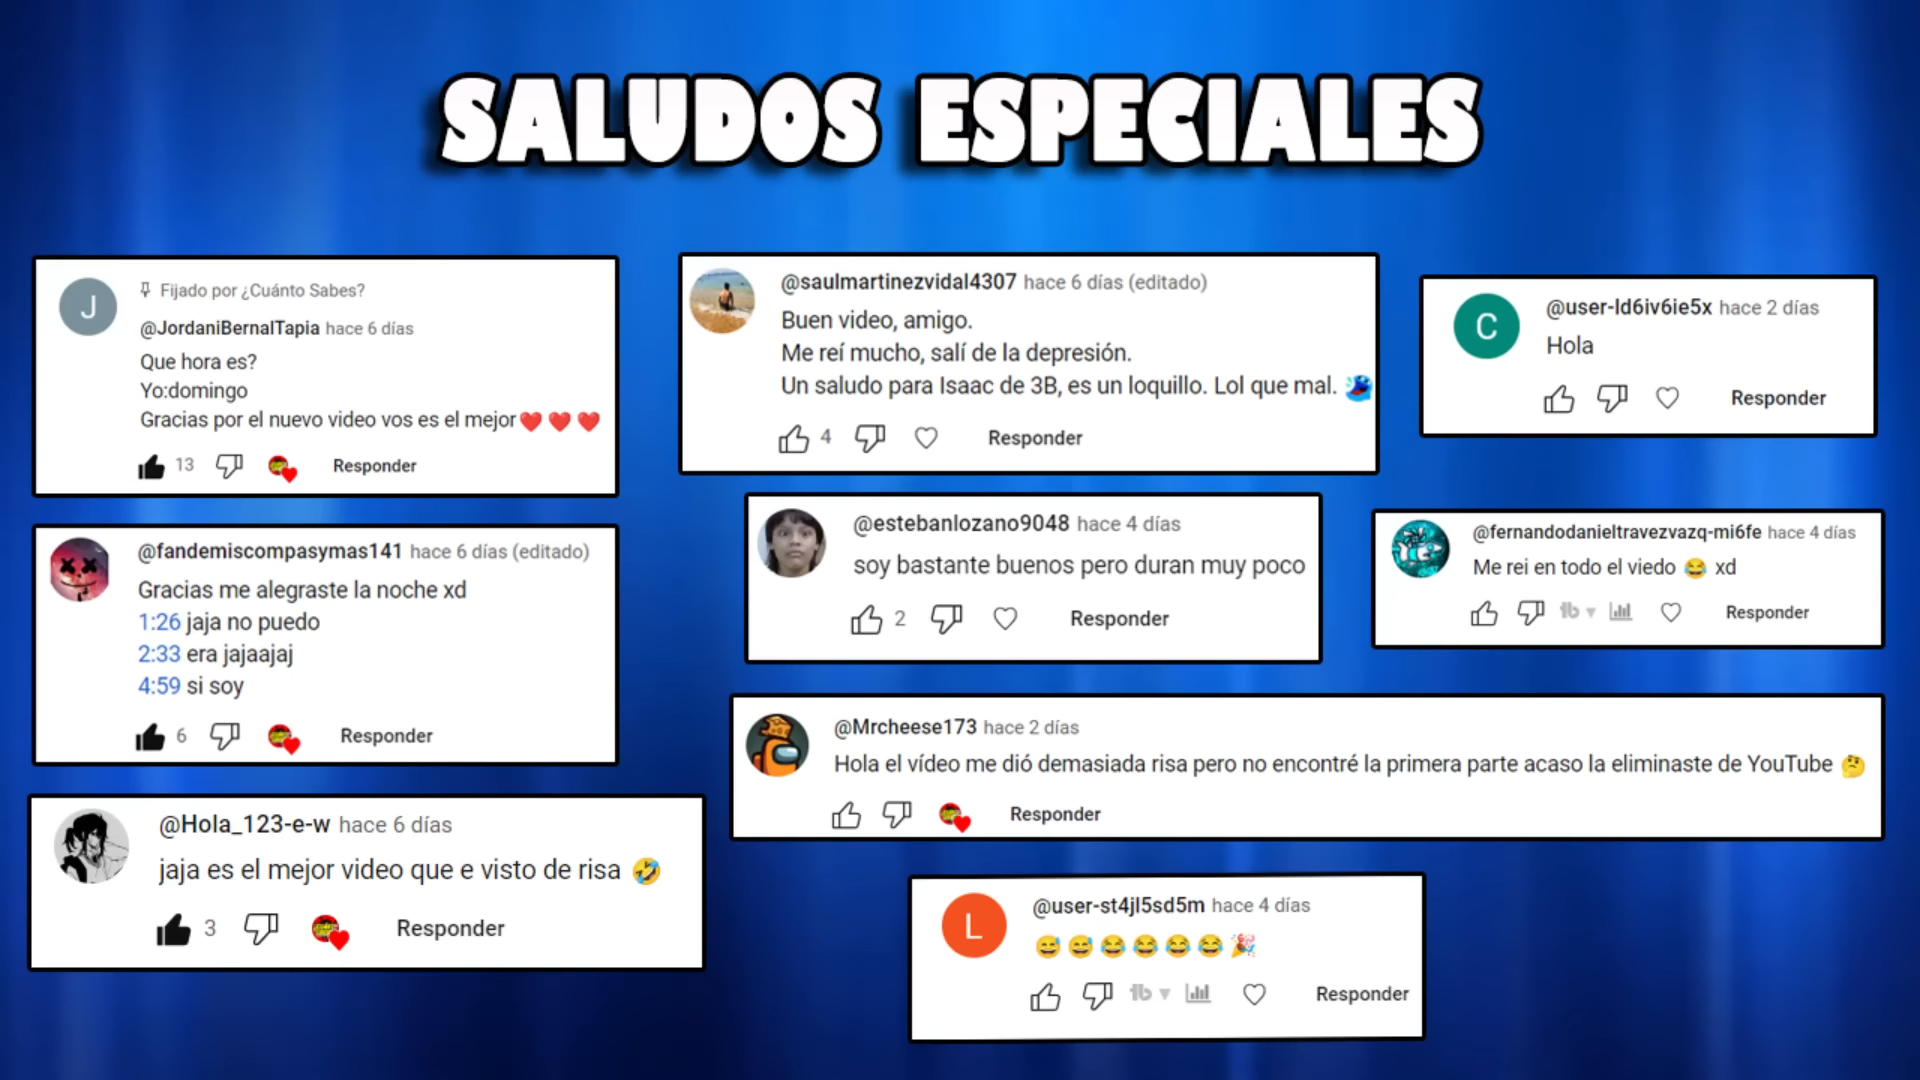 SALUDOS ESPECIALES
J
Fijado por ¿Cuánto Sabes?
@JordaniBernalTapia hace 6 días
Que hora es?
Yo:domingo
Gracias por el nuevo video vos es el mejor❤️❤️❤️
13 Responder
@fandemiscompasymas141 hace 6 días (editado)
Gracias me alegraste la noche xd
1:26 jaja no puedo
2:33 era jajaajaj
4:59 si soy
6 Responder
@Hola_123-e-w hace 6 días
jaja es el mejor video que e visto de risa 🤣
3 Responder
@saulmartinezvidal4307 hace 6 días (editado)
Buen video, amigo.
Me reí mucho, salí de la depresión.
Un saludo para Isaac de 3B, es un loquillo. Lol que mal.
4 Responder
@estebanlozano9048 hace 4 días
soy bastante buenos pero duran muy poco
2 Responder
C
@user-ld6iv6ie5x hace 2 días
Hola
Responder
@fernandodanieltravezvazq-mi6fe hace 4 días
Me rei en todo el viedo 😂 xd
tb Responder
@Mrcheese173 hace 2 días
Hola el vídeo me dió demasiada risa pero no encontré la primera parte acaso la eliminaste de YouTube 🤔
Responder
L
@user-st4jl5sd5m hace 4 días
😅😅😂😂😂😂🎉
tb Responder